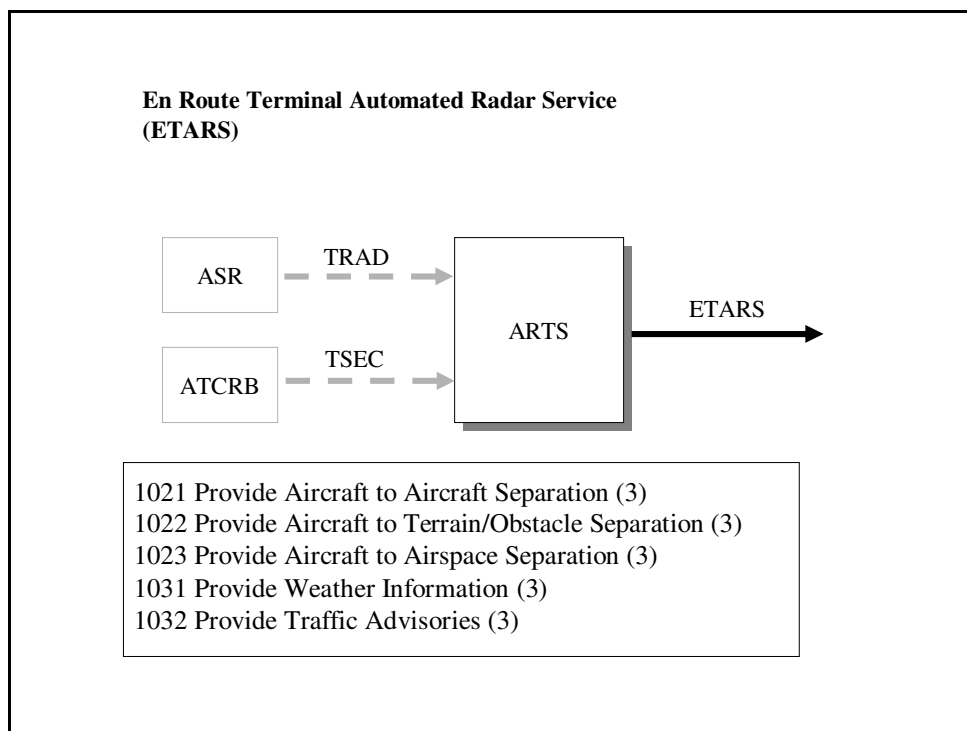 En Route Terminal Automated Radar Service
(ETARS)
ASR
TRAD
ARTS
ETARS
ATCRB
TSEC
1021 Provide Aircraft to Aircraft Separation (3)
1022 Provide Aircraft to Terrain/Obstacle Separation (3)
1023 Provide Aircraft to Airspace Separation (3)
1031 Provide Weather Information (3)
1032 Provide Traffic Advisories (3)